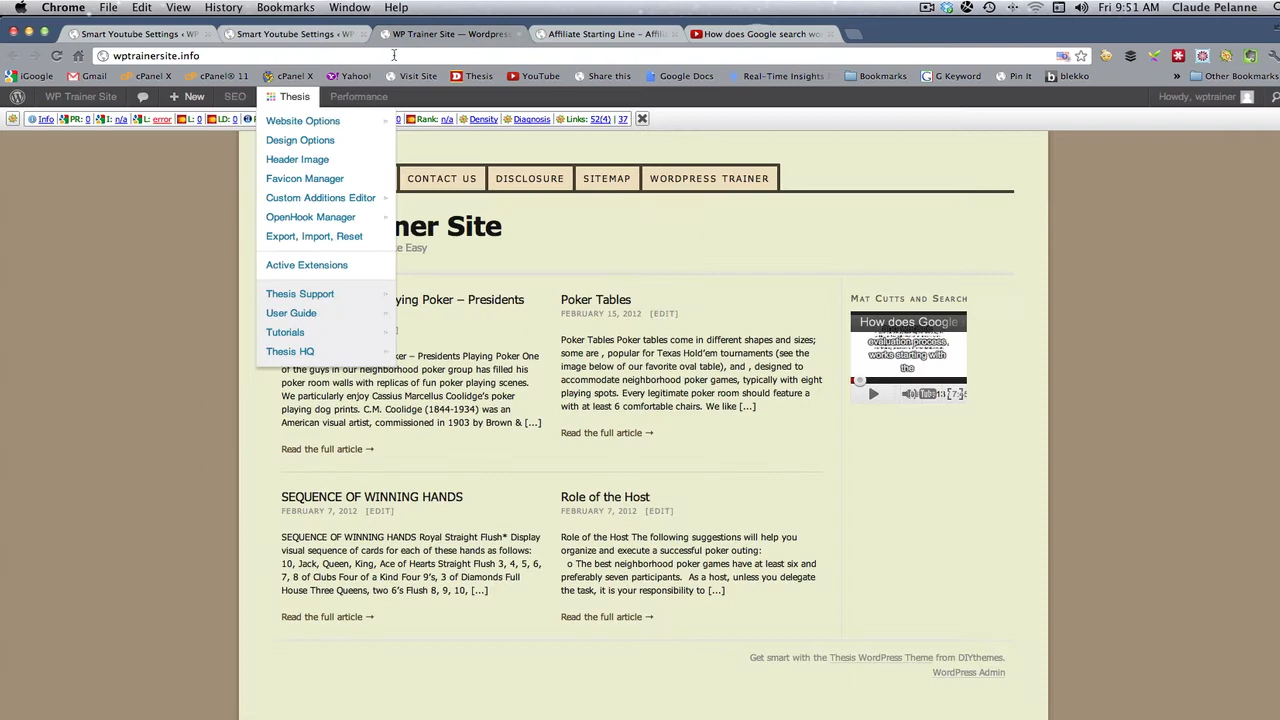 Chrome File Edit View History Bookmarks Window Help Fri 9:51 AM Claude Pelanne
Smart Youtube Settings ‹ WP
Smart Youtube Settings ‹ WP
WP Trainer Site — Wordpress
Affiliate Starting Line - Affili
How does Google search wo
wptrainersite.info
iGoogle cPanel X cPanel® 11 cPanel X Yahoo! Visit Site Thesis YouTube Share this Google Docs Real-Time Insights Bookmarks G Keyword Pin It blekko » Other Bookmarks
WP Trainer Site + New SEO Thesis Performance Howdy, wptrainer
Info PR: 0 I: n/a L: error L: 0 LD: 0 0 Rank: n/a Density Diagnosis Links: 52(4) | 37
Website Options
Design Options
Header Image
Favicon Manager
Custom Additions Editor
OpenHook Manager
Export, Import, Reset
Active Extensions
Thesis Support
User Guide
Tutorials
Thesis HQ
CONTACT US DISCLOSURE SITEMAP WORDPRESS TRAINER
ner Site
e Easy
ying Poker – Presidents
ker – Presidents Playing Poker One
of the guys in our neighborhood poker group has filled his
poker room walls with replicas of fun poker playing scenes.
We particularly enjoy Cassius Marcellus Coolidge's poker
playing dog prints. C.M. Coolidge (1844-1934) was an
American visual artist, commissioned in 1903 by Brown & [...]
Read the full article →
Poker Tables
FEBRUARY 15, 2012 [EDIT]
Poker Tables Poker tables come in different shapes and sizes;
some are , popular for Texas Hold'em tournaments (see the
image below of our favorite oval table), and , designed to
accommodate neighborhood poker games, typically with eight
playing spots. Every legitimate poker room should feature a
with at least 6 comfortable chairs. We like [...]
Read the full article →
MAT CUTTS AND SEARCH
How does Google
evaluation process.
works starting with
the
SEQUENCE OF WINNING HANDS
FEBRUARY 7, 2012 [EDIT]
SEQUENCE OF WINNING HANDS Royal Straight Flush* Display
visual sequence of cards for each of these hands as follows:
10, Jack, Queen, King, Ace of Hearts Straight Flush 3, 4, 5, 6,
7, 8 of Clubs Four of a Kind Four 9's, 3 of Diamonds Full
House Three Queens, two 6's Flush 8, 9, 10, [...]
Read the full article →
Role of the Host
FEBRUARY 7, 2012 [EDIT]
Role of the Host The following suggestions will help you
organize and execute a successful poker outing:
o The best neighborhood poker games have at least six and
preferably seven participants. As a host, unless you delegate
the task, it is your responsibility to [...]
Read the full article →
Get smart with the Thesis WordPress Theme from DIYthemes.
WordPress Admin